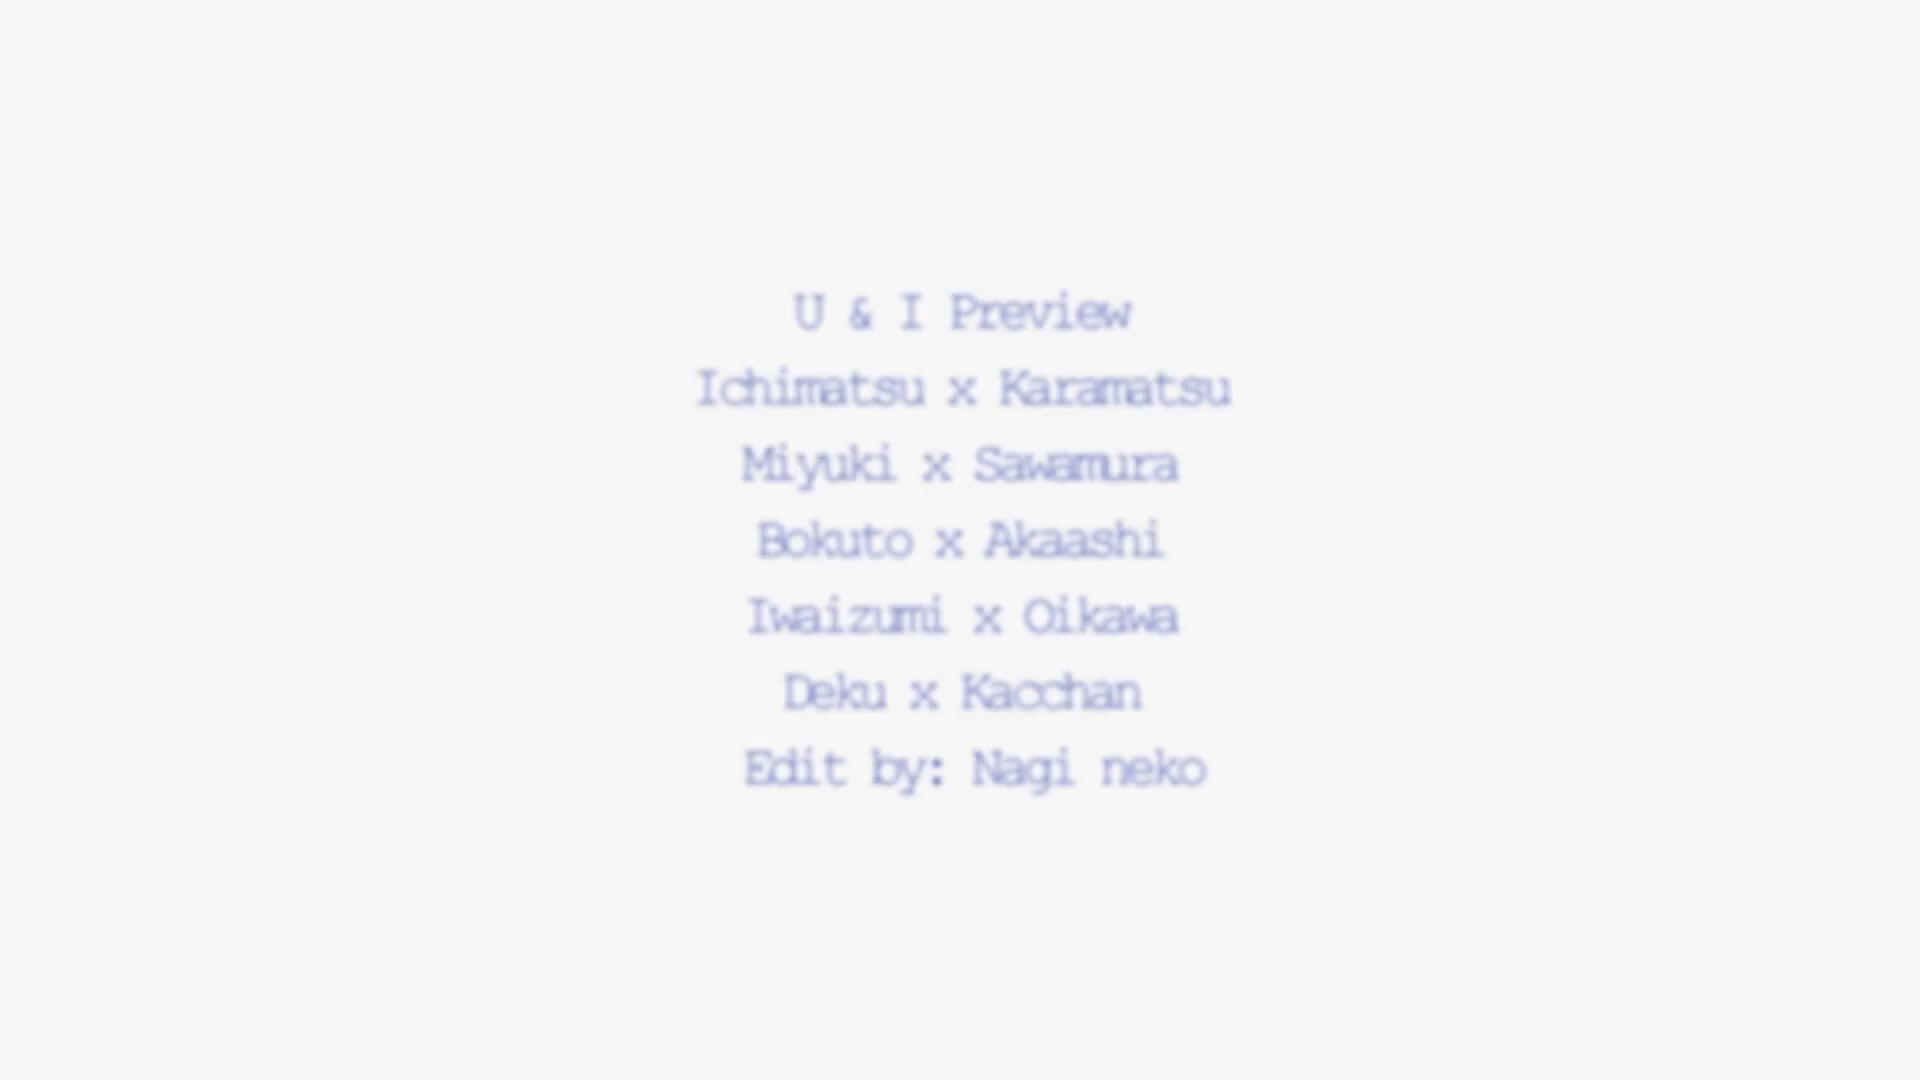 U & I Preview
Ichimatsu x Karamatsu
Miyuki x Sawamura
Bokuto x Akaashi
Iwaizumi x Oikawa
Deku x Kacchan
Edit by: Nagi neko